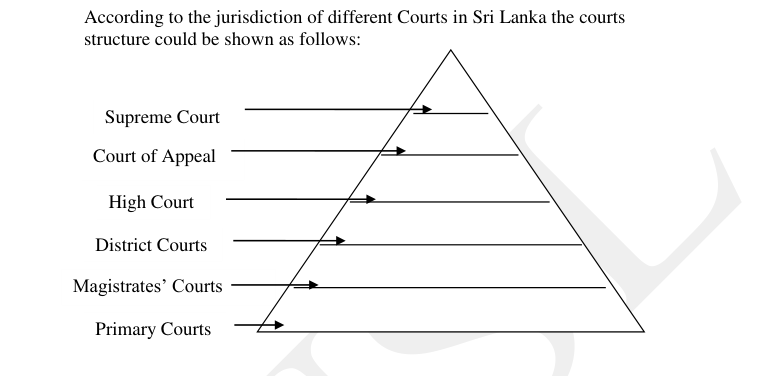 According to the jurisdiction of different Courts in Sri Lanka the courts
structure could be shown as follows:
Supreme Court
Court of Appeal
High Court
District Courts
Magistrates’ Courts
Primary Courts